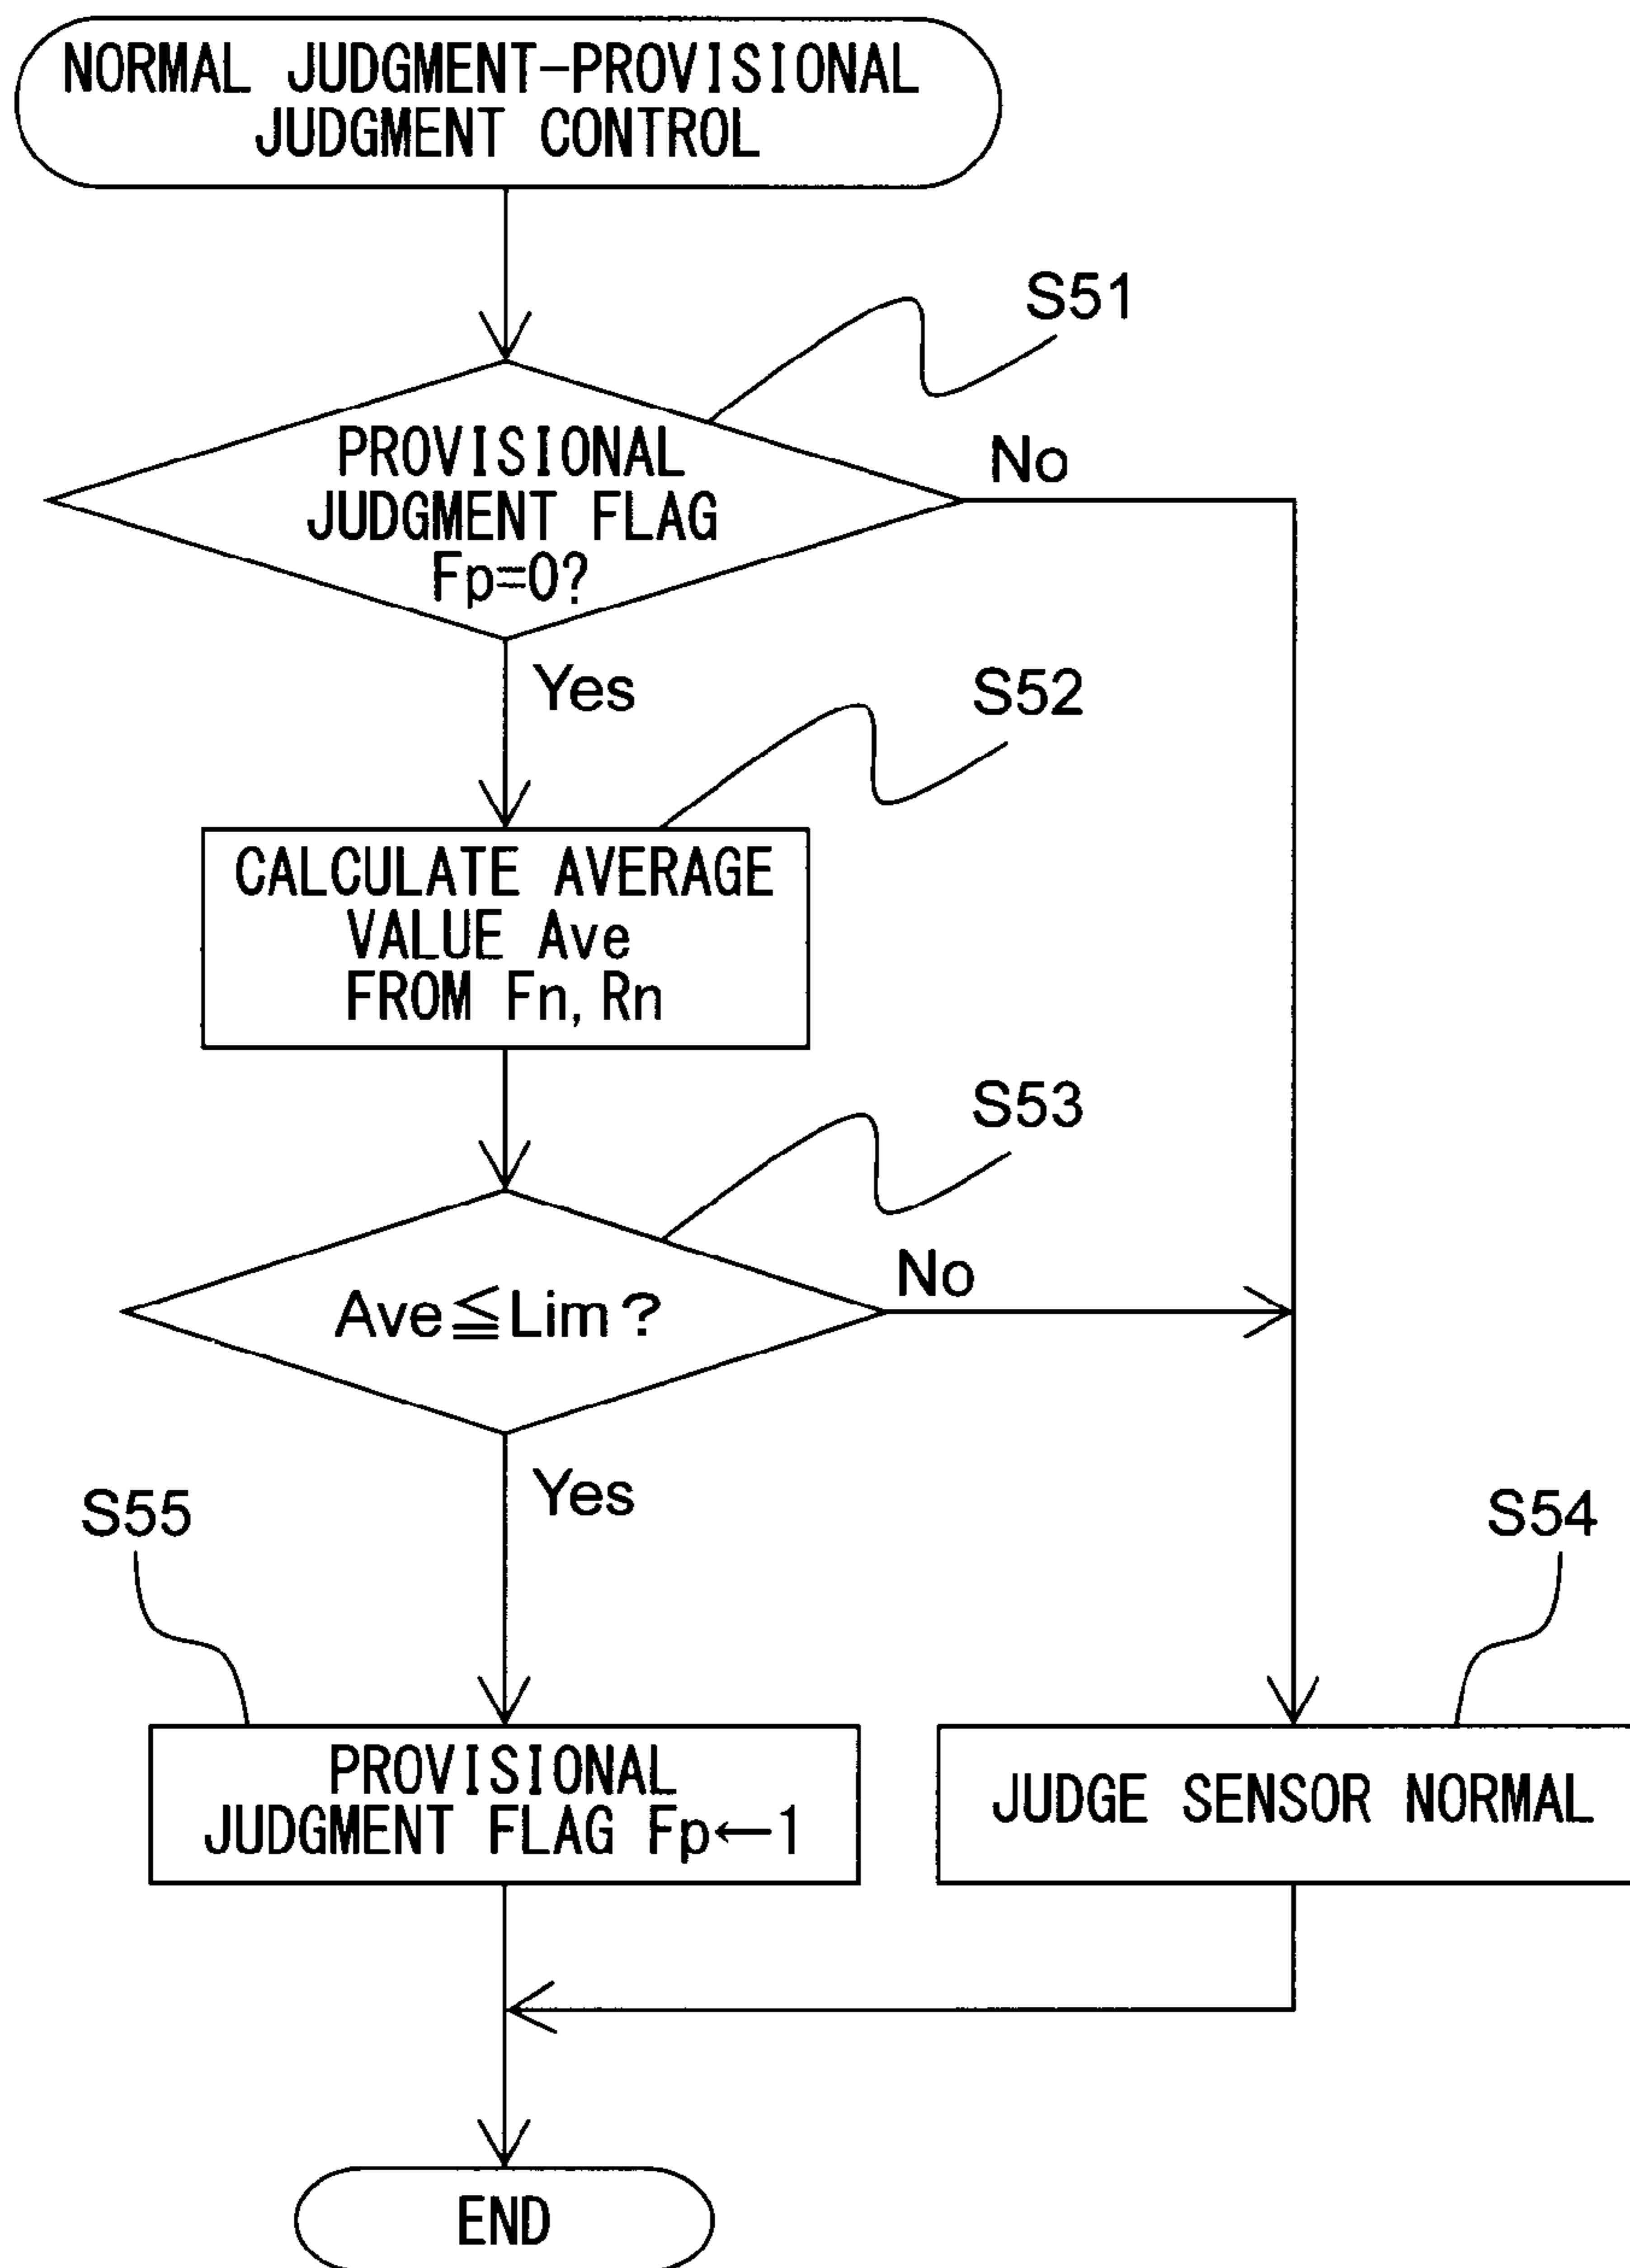 NORMAL JUDGMENT-PROVISIONAL
JUDGMENT CONTROL
S51
PROVISIONAL
JUDGMENT FLAG
Fp=0?
No
Yes
S52
CALCULATE AVERAGE
VALUE Ave
FROM Fn, Rn
S53
Ave≦Lim?
No
Yes
S55
S54
PROVISIONAL
JUDGMENT FLAG Fp←1
JUDGE SENSOR NORMAL
END